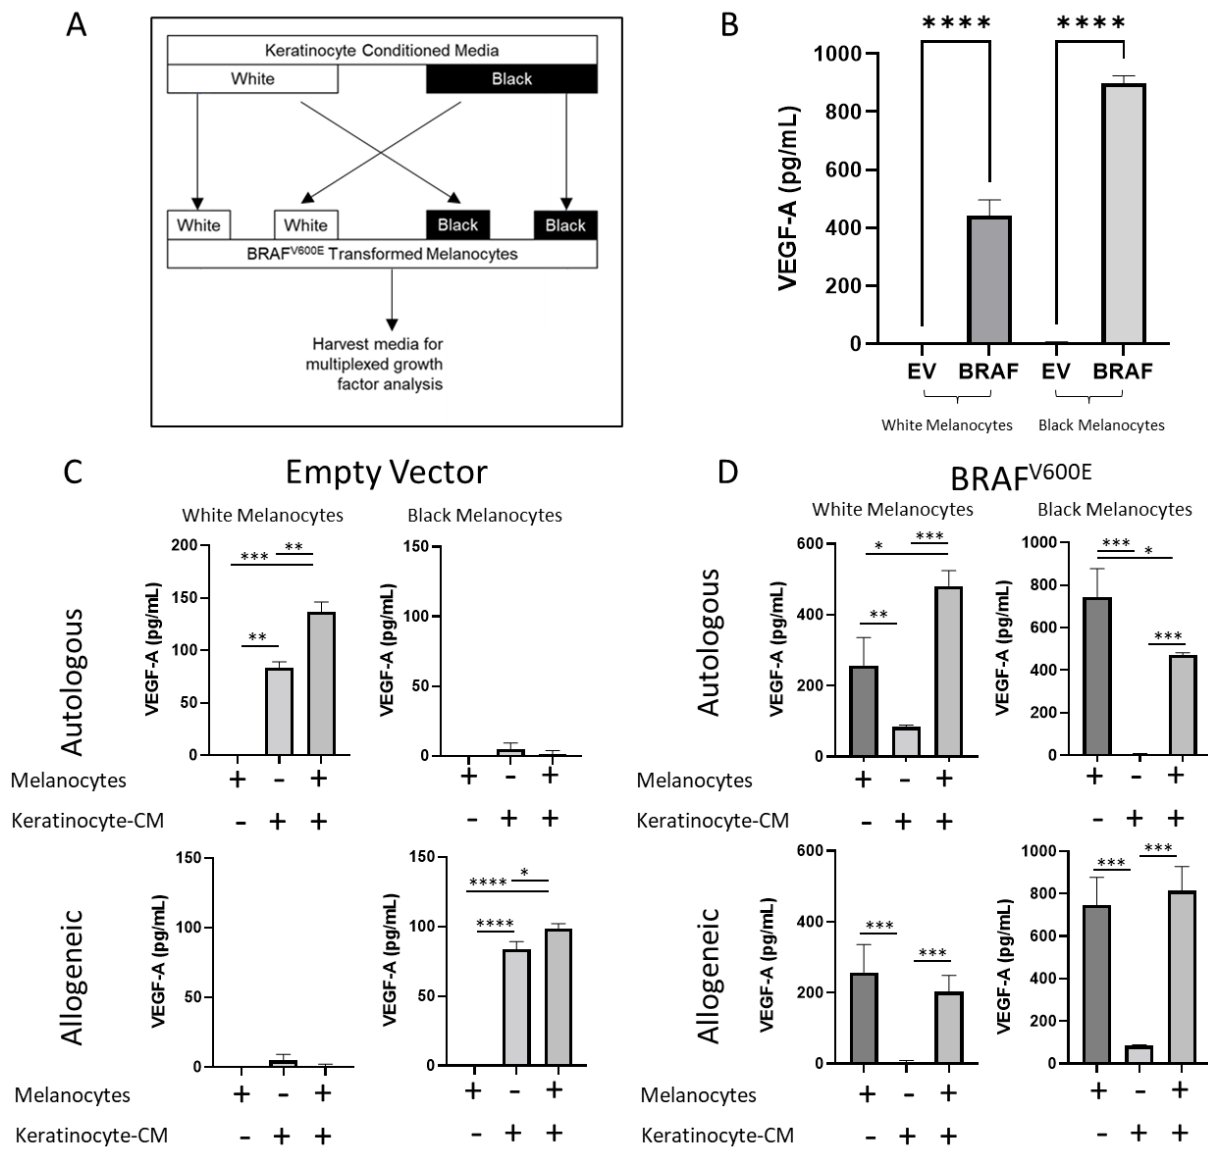 A
Keratinocyte Conditioned Media
White
Black
White
White
Black
Black
BRAFV600E Transformed Melanocytes
Harvest media for
multiplexed growth
factor analysis
B
**** ****
VEGF-A (pg/mL)
1000
800
600
400
200
0
EV BRAF EV BRAF
White Melanocytes Black Melanocytes
C
Empty Vector
White Melanocytes Black Melanocytes
Autologous
VEGF-A (pg/mL)
200
150
100
50
0
*** **
**
VEGF-A (pg/mL)
150
100
50
0
Melanocytes + - + + - +
Keratinocyte-CM - + + - + +
Allogeneic
VEGF-A (pg/mL)
150
100
50
0
VEGF-A (pg/mL)
150
100
50
0
**** *
****
Melanocytes + - + + - +
Keratinocyte-CM - + + - + +
D
BRAFV600E
White Melanocytes Black Melanocytes
Autologous
VEGF-A (pg/mL)
600
400
200
0
* ***
**
VEGF-A (pg/mL)
1000
800
600
400
200
0
*** *
***
Melanocytes + - + + - +
Keratinocyte-CM - + + - + +
Allogeneic
VEGF-A (pg/mL)
600
400
200
0
*** ***
VEGF-A (pg/mL)
1000
800
600
400
200
0
*** ***
Melanocytes + - + + - +
Keratinocyte-CM - + + - + +